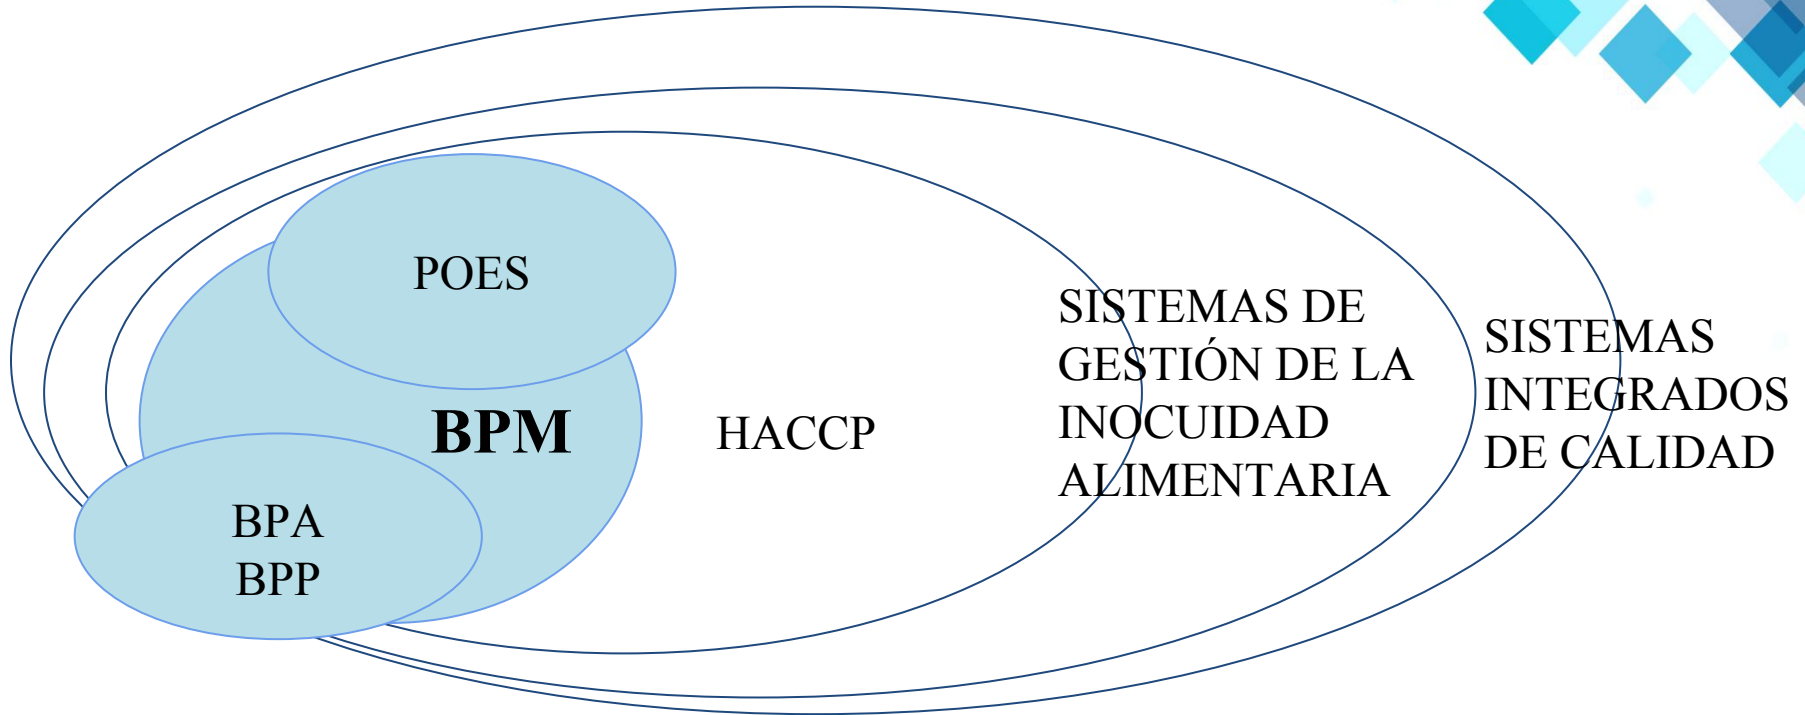 POES
BPM
BPA
BPP
HACCP
SISTEMAS DE
GESTIÓN DE LA
INOCUIDAD
ALIMENTARIA
SISTEMAS
INTEGRADOS
DE CALIDAD